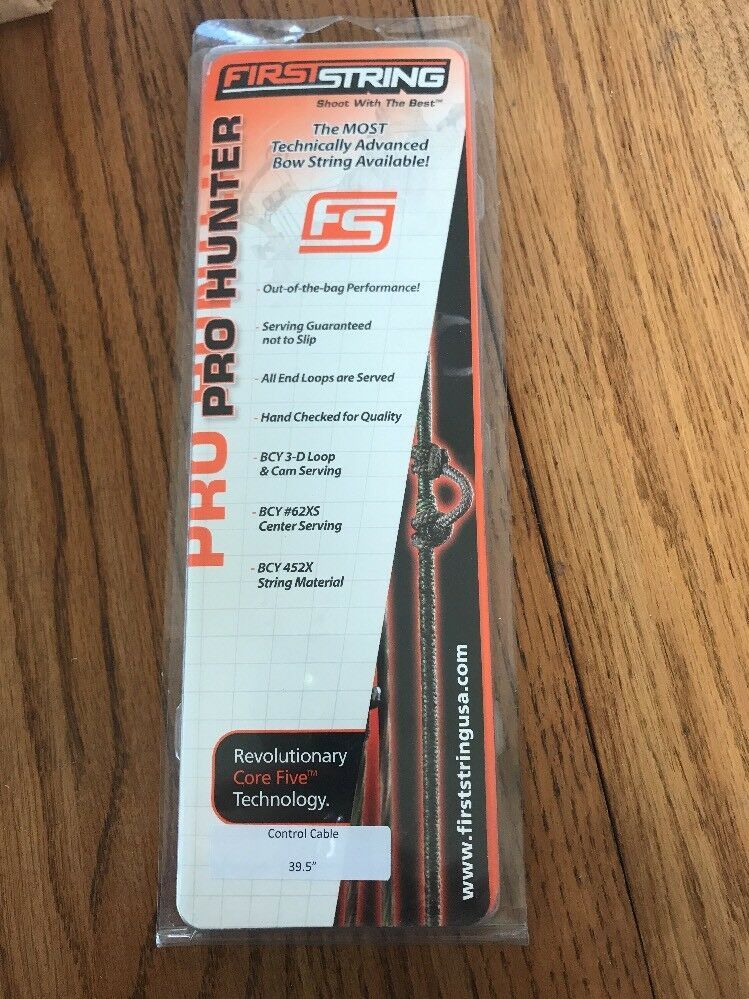 FIRSTSTRING
Shoot With The Best™
The MOST
Technically Advanced
Bow String Available!
FS
PRO HUNTER
PRO HUNTER
- Out-of-the-bag Performance!
- Serving Guaranteed
not to Slip
- All End Loops are Served
- Hand Checked for Quality
- BCY 3-D Loop
& Cam Serving
- BCY #62XS
Center Serving
- BCY 452X
String Material
Revolutionary
Core Five™
Technology.
Control Cable
39.5"
www.firststringusa.com